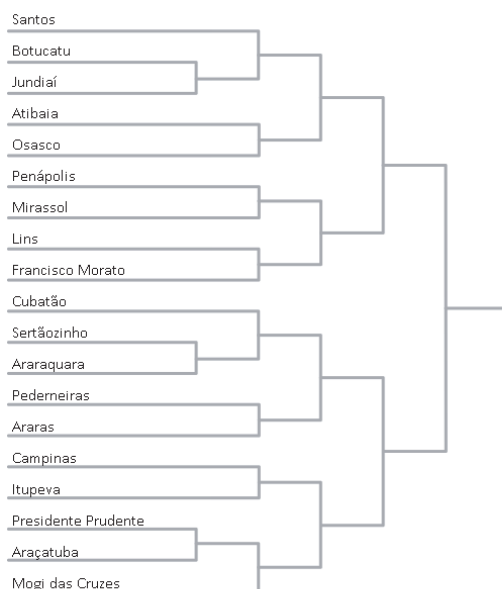 Santos
Botucatu
Jundiaí
Atibaia
Osasco
Penápolis
Mirassol
Lins
Francisco Morato
Cubatão
Sertãozinho
Araraquara
Pederneiras
Araras
Campinas
Itupeva
Presidente Prudente
Araçatuba
Mogi das Cruzes